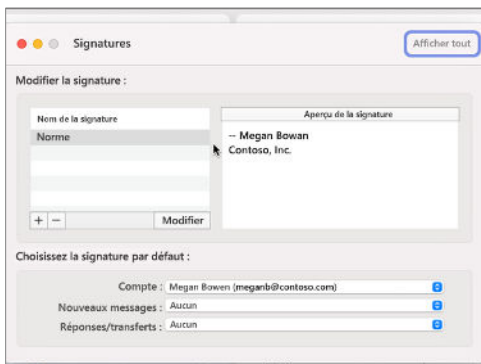 Signatures
Afficher tout
Modifier la signature :
Nom de la signature
Aperçu de la signature
Norme
-- Megan Bowan
Contoso, Inc.
+ − Modifier
Choisissez la signature par défaut :
Compte : Megan Bowen (meganb@contoso.com)
Nouveaux messages : Aucun
Réponses/transferts : Aucun